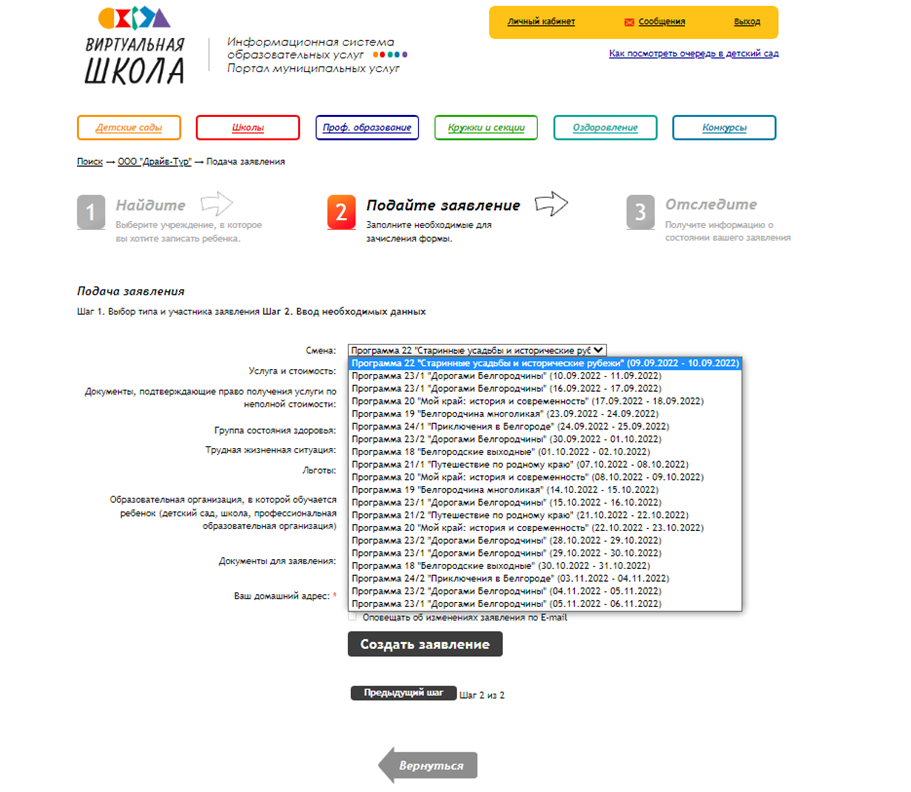 Личный кабинет
Сообщения
Выход
ВИРТУАЛЬНАЯ
ШКОЛА
Информационная система
образовательных услуг
Портал муниципальных услуг
Как посмотреть очередь в детский сад
Детские сады
Школы
Проф. образование
Кружки и секции
Оздоровление
Конкурсы
Поиск → ООО "Драйв-Тур" → Подача заявления
1
Найдите
Выберите учреждение, в которое
вы хотите записать ребенка.
2
Подайте заявление
Заполните необходимые для
зачисления формы.
3
Отследите
Получите информацию о
состоянии вашего заявления
Подача заявления
Шаг 1. Выбор типа и участника заявления Шаг 2. Ввод необходимых данных
Смена:
Программа 22 "Старинные усадьбы и исторические руб
Программа 22 "Старинные усадьбы и исторические рубежи" (09.09.2022 - 10.09.2022)
Услуга и стоимость:
Программа 23/1 "Дорогами Белгородчины" (10.09.2022 - 11.09.2022)
Программа 23/1 "Дорогами Белгородчины" (16.09.2022 - 17.09.2022)
Документы, подтверждающие право получения услуги по
неполной стоимости:
Программа 20 "Мой край: история и современность" (17.09.2022 - 18.09.2022)
Программа 19 "Белгородчина многоликая" (23.09.2022 - 24.09.2022)
Программа 24/1 "Приключения в Белгороде" (24.09.2022 - 25.09.2022)
Группа состояния здоровья:
Программа 23/2 "Дорогами Белгородчины" (30.09.2022 - 01.10.2022)
Трудная жизненная ситуация:
Программа 18 "Белгородские выходные" (01.10.2022 - 02.10.2022)
Программа 21/1 "Путешествие по родному краю" (07.10.2022 - 08.10.2022)
Льготы:
Программа 20 "Мой край: история и современность" (08.10.2022 - 09.10.2022)
Программа 19 "Белгородчина многоликая" (14.10.2022 - 15.10.2022)
Образовательная организация, в которой обучается
ребенок (детский сад, школа, профессиональная
образовательная организация)
Программа 23/1 "Дорогами Белгородчины" (15.10.2022 - 16.10.2022)
Программа 21/2 "Путешествие по родному краю" (21.10.2022 - 22.10.2022)
Программа 20 "Мой край: история и современность" (22.10.2022 - 23.10.2022)
Программа 23/2 "Дорогами Белгородчины" (28.10.2022 - 29.10.2022)
Программа 23/1 "Дорогами Белгородчины" (29.10.2022 - 30.10.2022)
Документы для заявления:
Программа 18 "Белгородские выходные" (30.10.2022 - 31.10.2022)
Программа 24/2 "Приключения в Белгороде" (03.11.2022 - 04.11.2022)
Программа 23/2 "Дорогами Белгородчины" (04.11.2022 - 05.11.2022)
Ваш домашний адрес: *
Программа 23/1 "Дорогами Белгородчины" (05.11.2022 - 06.11.2022)
Оповещать об изменениях заявления по E-mail
Создать заявление
Предыдущий шаг
Шаг 2 из 2
Вернуться